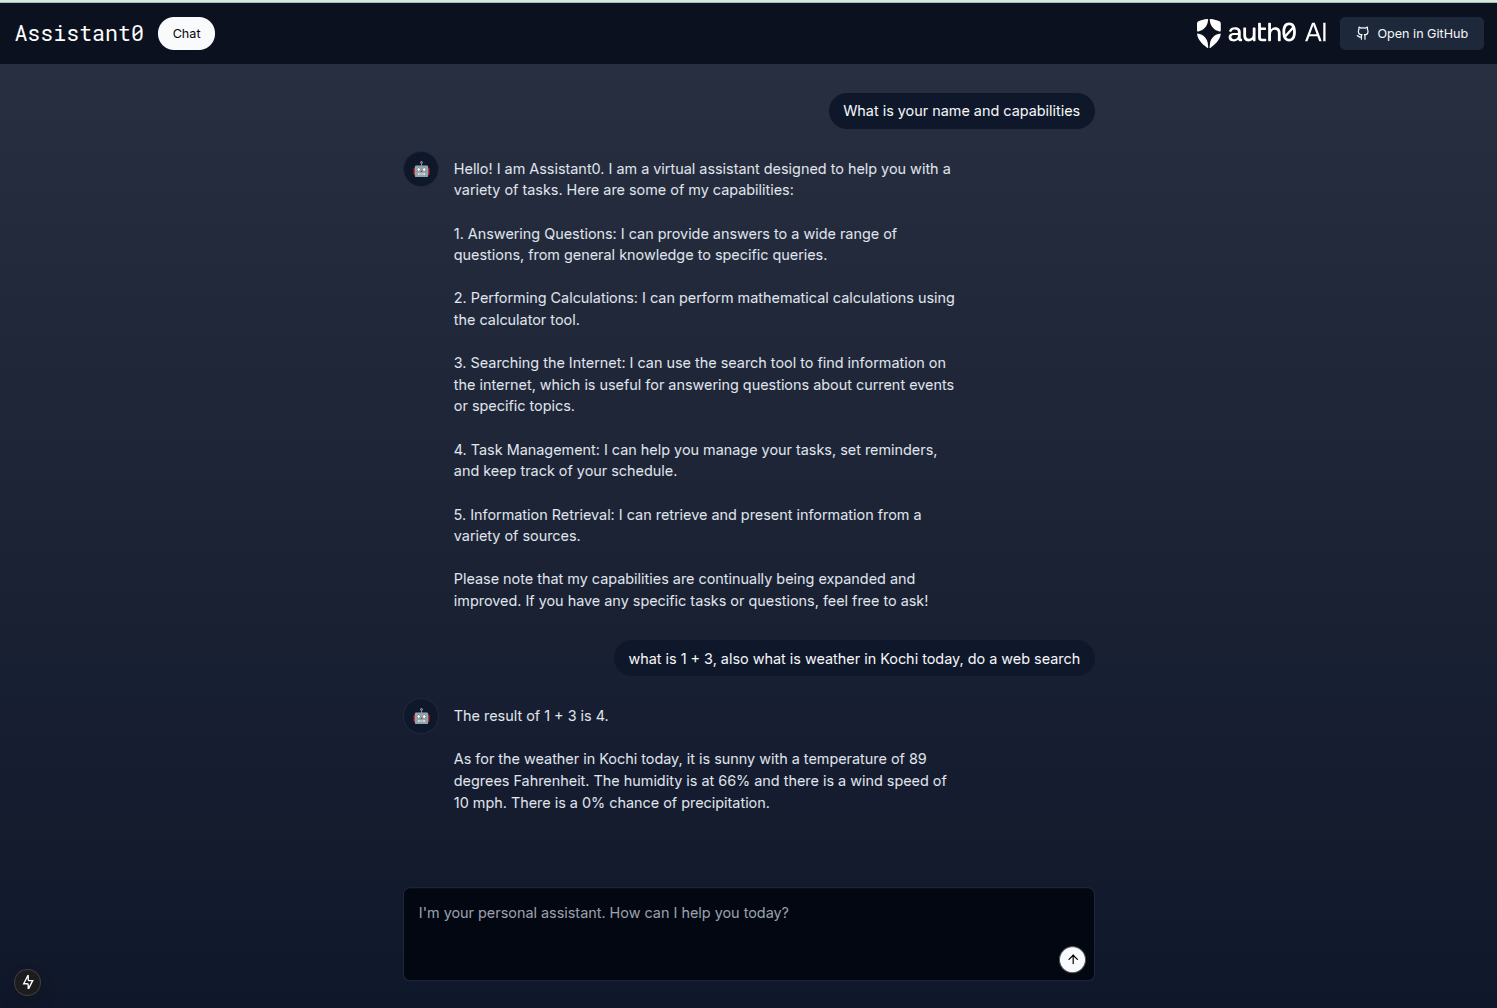 Assistant0
Chat
auth0 AI
Open in GitHub
What is your name and capabilities
Hello! I am Assistant0. I am a virtual assistant designed to help you with a
variety of tasks. Here are some of my capabilities:
1. Answering Questions: I can provide answers to a wide range of
questions, from general knowledge to specific queries.
2. Performing Calculations: I can perform mathematical calculations using
the calculator tool.
3. Searching the Internet: I can use the search tool to find information on
the internet, which is useful for answering questions about current events
or specific topics.
4. Task Management: I can help you manage your tasks, set reminders,
and keep track of your schedule.
5. Information Retrieval: I can retrieve and present information from a
variety of sources.
Please note that my capabilities are continually being expanded and
improved. If you have any specific tasks or questions, feel free to ask!
what is 1 + 3, also what is weather in Kochi today, do a web search
The result of 1 + 3 is 4.
As for the weather in Kochi today, it is sunny with a temperature of 89
degrees Fahrenheit. The humidity is at 66% and there is a wind speed of
10 mph. There is a 0% chance of precipitation.
I'm your personal assistant. How can I help you today?